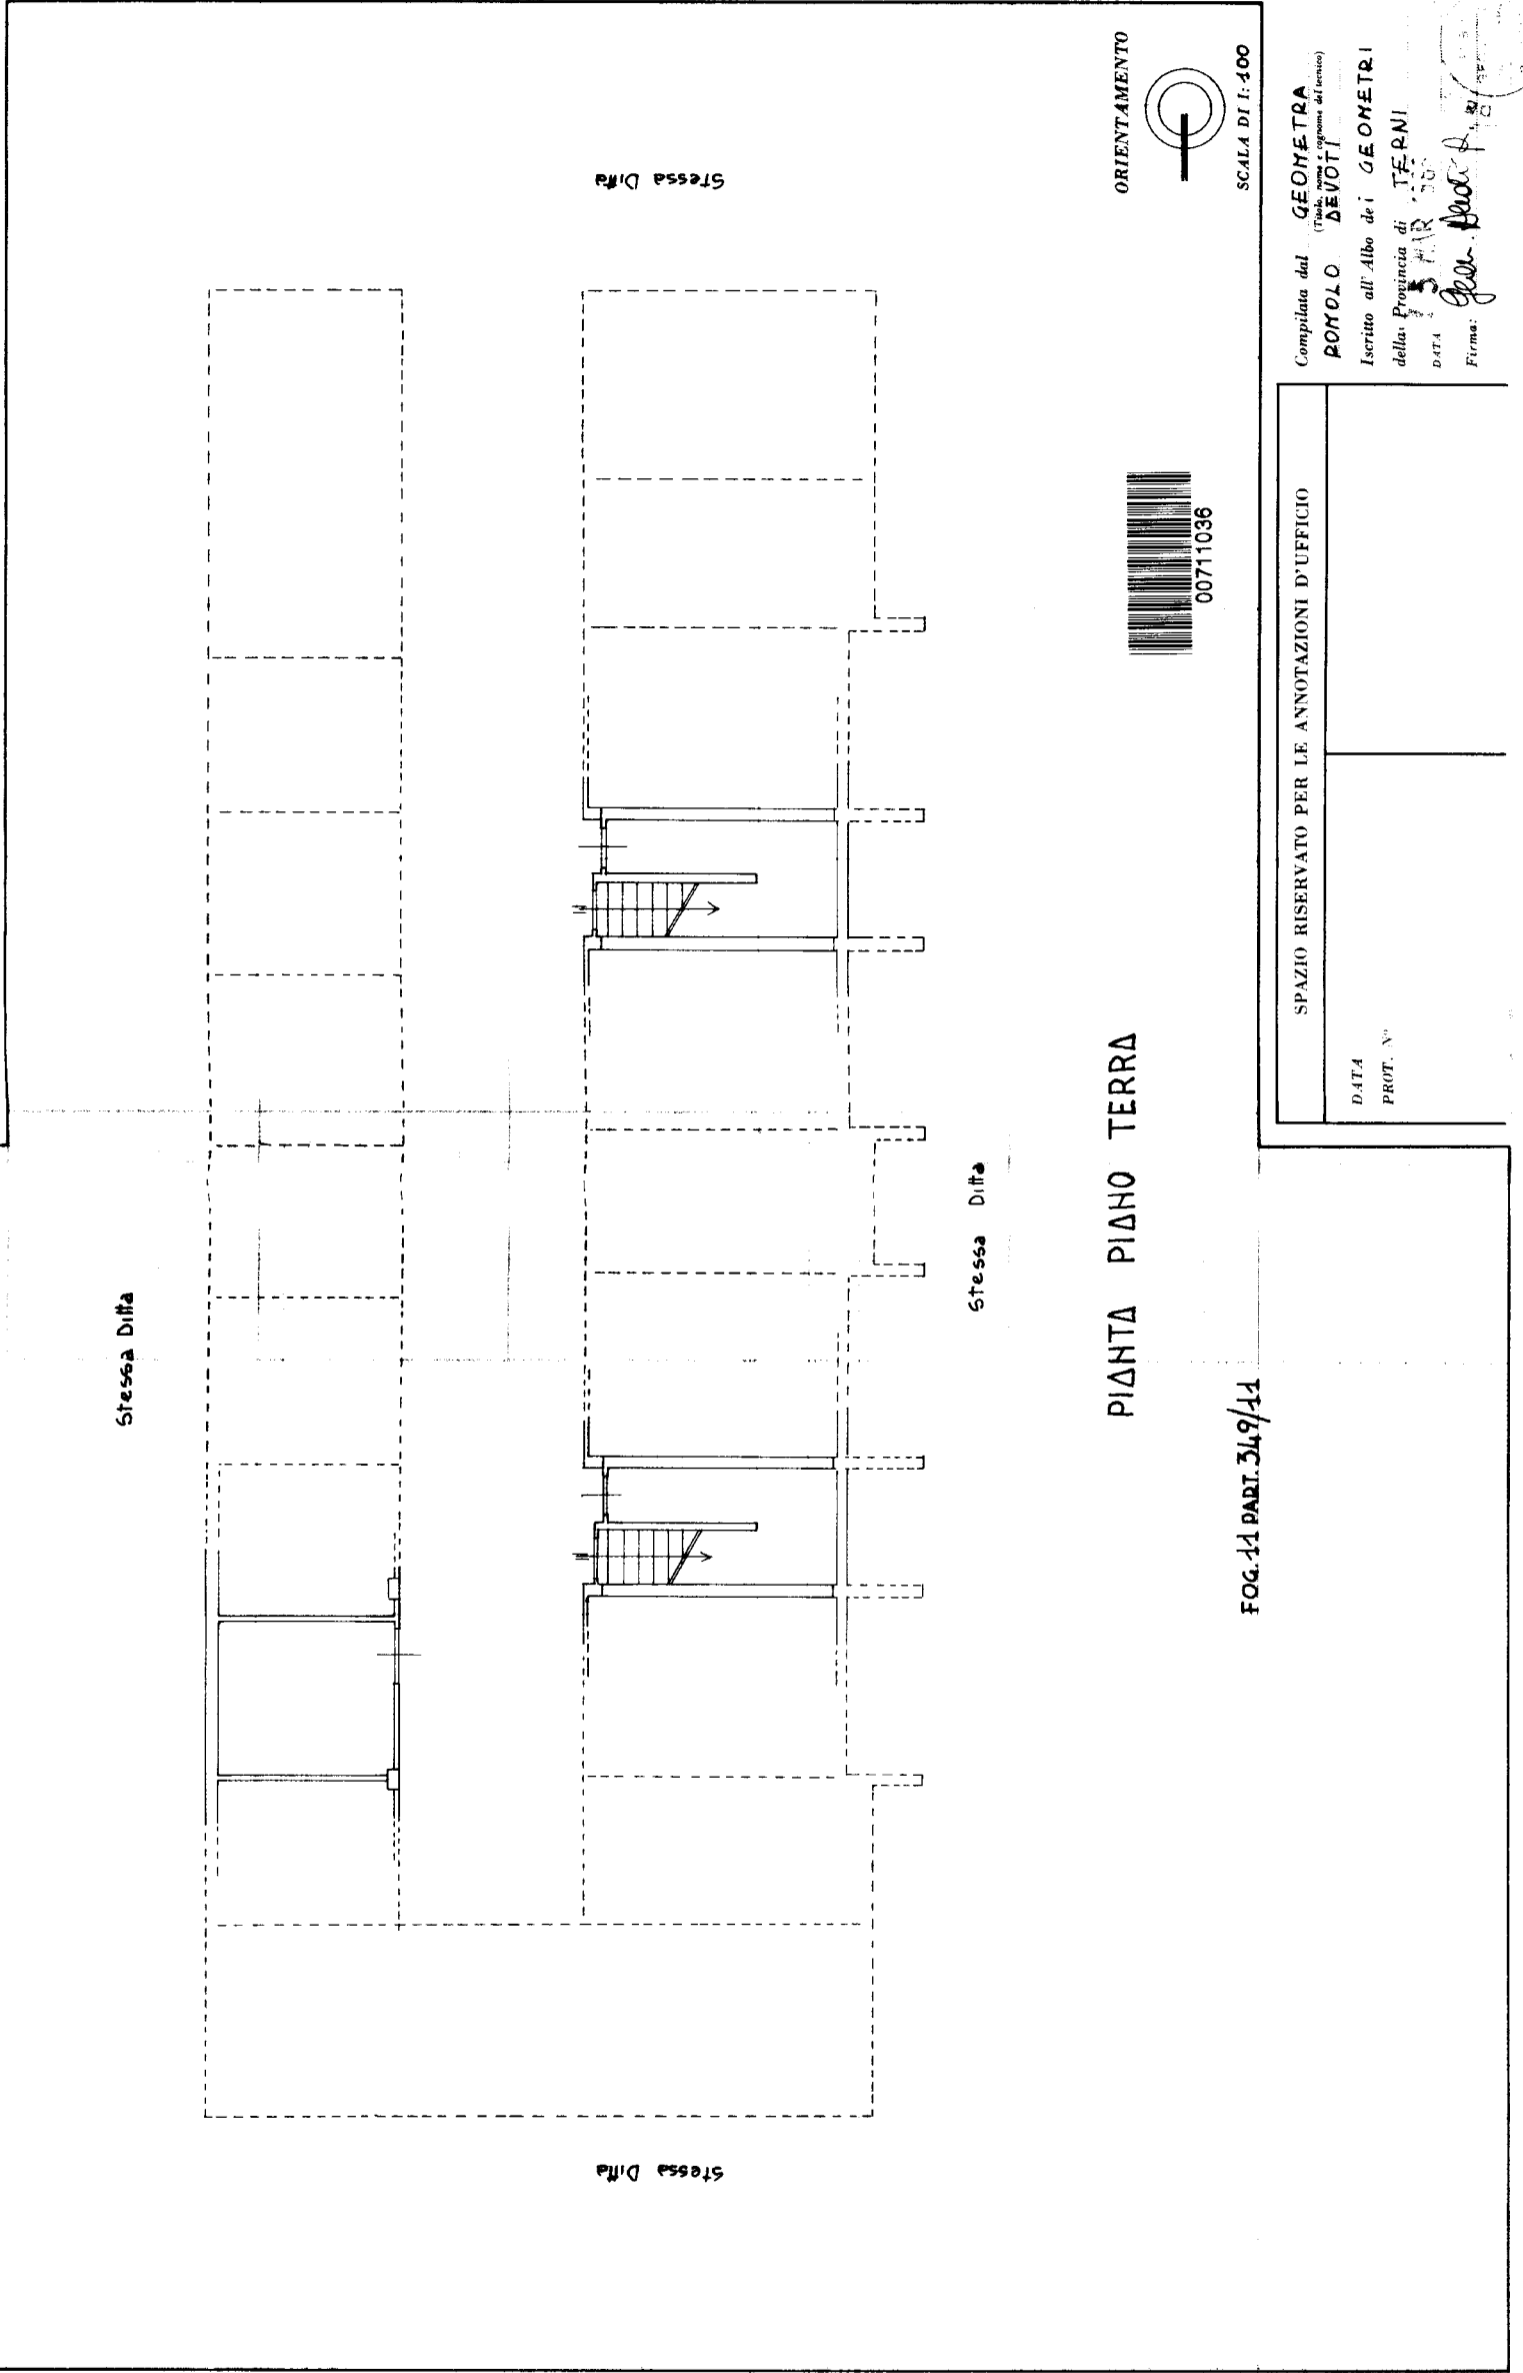 Stessa Ditta
Stessa Ditta
Stessa Ditta
Stessa Ditta
PIANTA PIANO TERRA
FOG.11 PART.349/11
00711036
ORIENTAMENTO
SCALA DI 1:100
SPAZIO RISERVATO PER LE ANNOTAZIONI D'UFFICIO
DATA
PROT. N°
Compilata dal GEOMETRA
(Titolo, nome e cognome del tecnico)
ROMOLO DEVOTI
Iscritto all'Albo dei GEOMETRI
della Provincia di TERNI
DATA MAR
Firma: